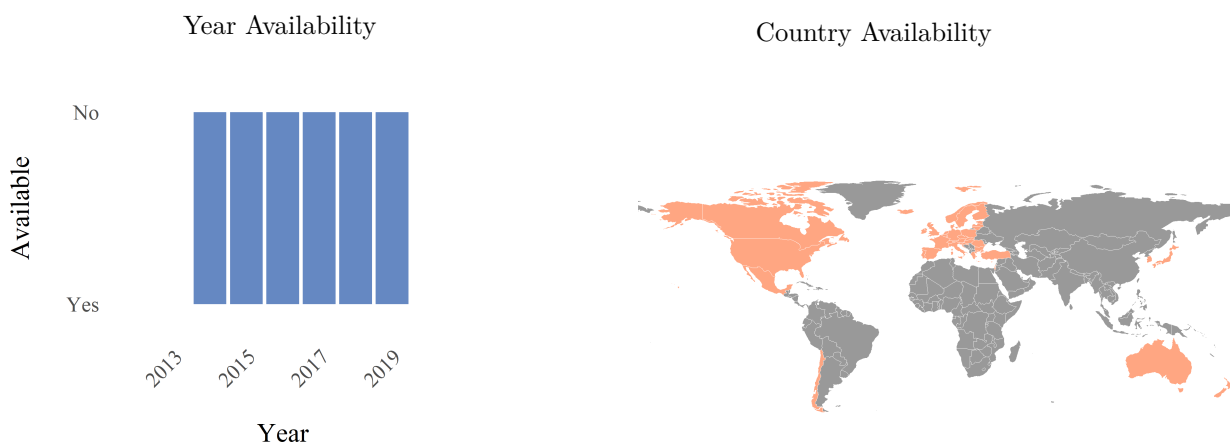 Year Availability
No
Available
Yes
2013
2015
2017
2019
Year
Country Availability